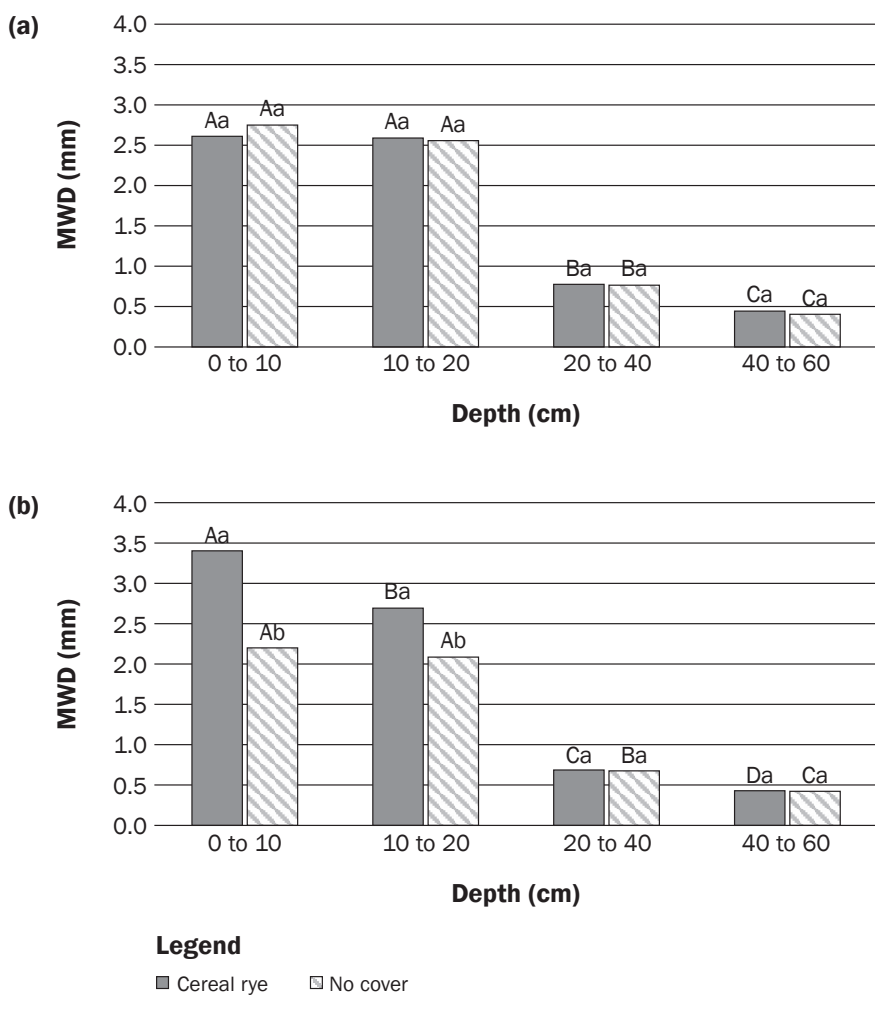 (a)
MWD (mm)
4.0
3.5
3.0
2.5
2.0
1.5
1.0
0.5
0.0
Aa Aa Aa Aa Ba Ba Ca Ca
0 to 10 10 to 20 20 to 40 40 to 60
Depth (cm)
(b)
MWD (mm)
4.0
3.5
3.0
2.5
2.0
1.5
1.0
0.5
0.0
Aa Ab Ba Ab Ca Ba Da Ca
0 to 10 10 to 20 20 to 40 40 to 60
Depth (cm)
Legend
Cereal rye No cover